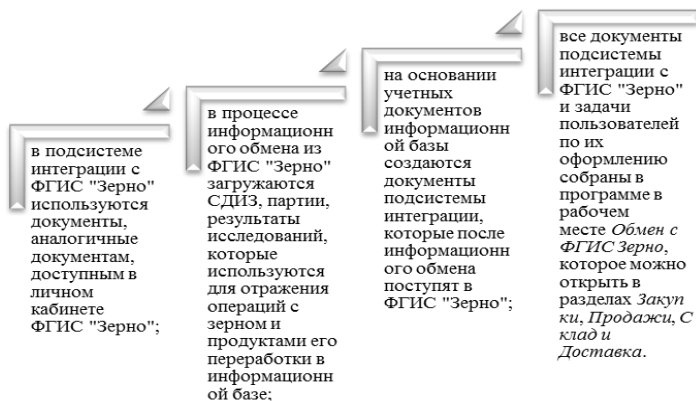 в подсистеме
интеграции с
ФГИС "Зерно"
используются
документы,
аналогичные
документам,
доступным в
личном
кабинете
ФГИС "Зерно";
в процессе
информационн
ого обмена из
ФГИС "Зерно"
загружаются
СДИЗ, партии,
результаты
исследований,
которые
используются
для отражения
операций с
зерном и
продуктами его
переработки в
информационн
ой базе;
на основании
учетных
документов
информационн
ой базы
создаются
документы
подсистемы
интеграции,
которые после
информационн
ого обмена
поступят в
ФГИС "Зерно";
все документы
подсистемы
интеграции с
ФГИС "Зерно"
и задачи
пользователей
по их
оформлению
собраны в
программе в
рабочем
месте Обмен с
ФГИС Зерно,
которое можно
открыть в
разделах Закуп
ки, Продажи, С
клад и
Доставка.